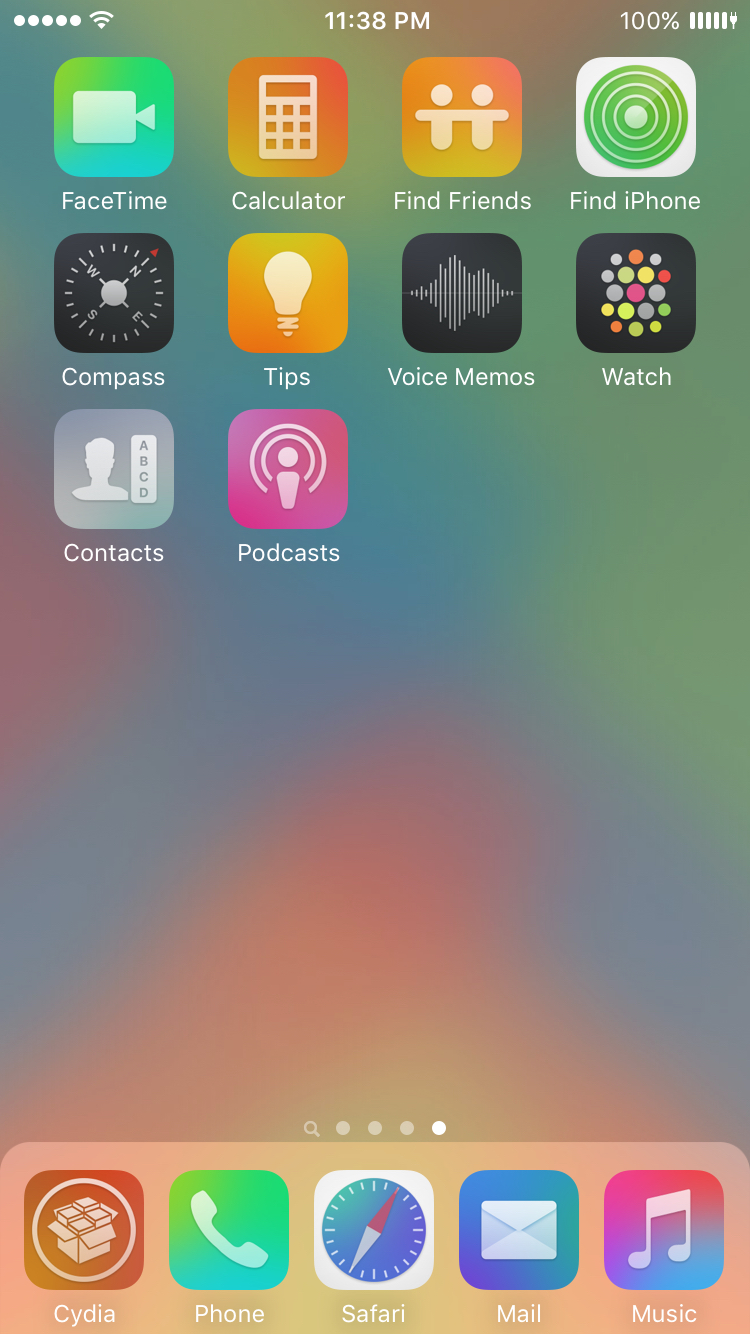 11:38 PM 100%
FaceTime Calculator Find Friends Find iPhone
W N S E
Compass Tips Voice Memos Watch
A
B
C
D
Contacts Podcasts
Cydia Phone Safari Mail Music